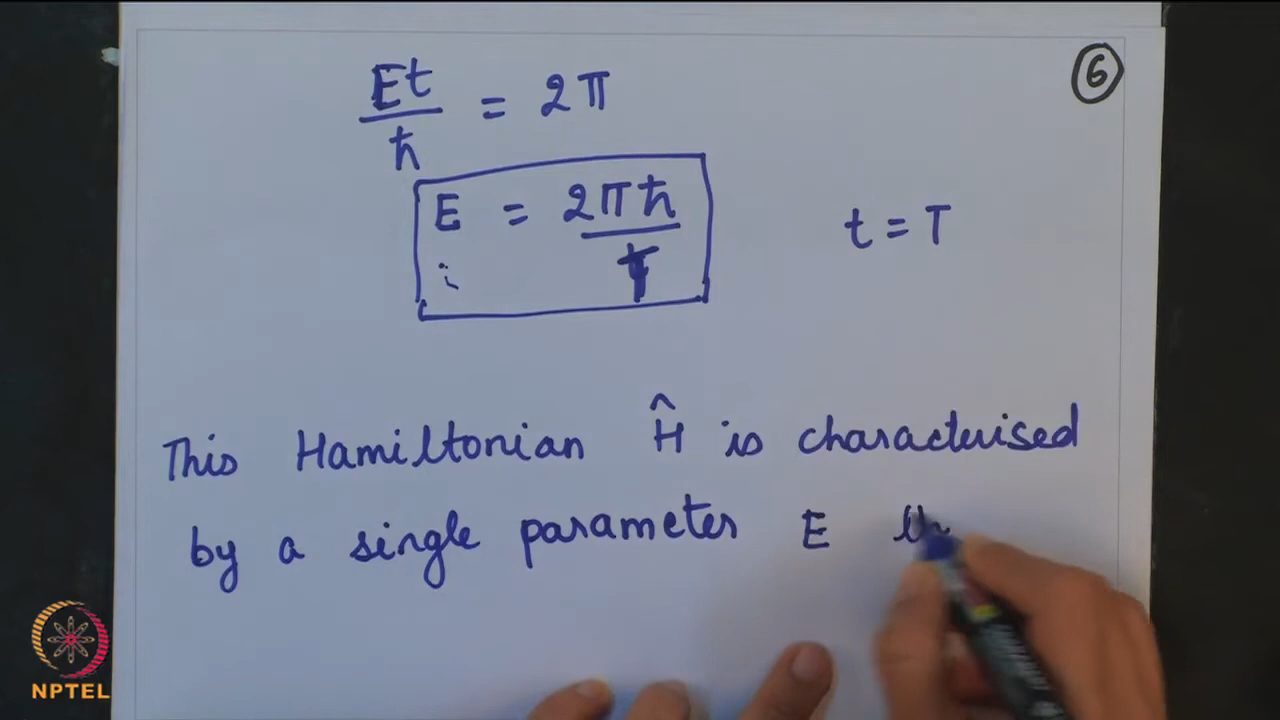 6
Et/ħ = 2π
E = 2πħ/T
t = T
This Hamiltonian Ĥ is characterised
by a single parameter E
NPTEL